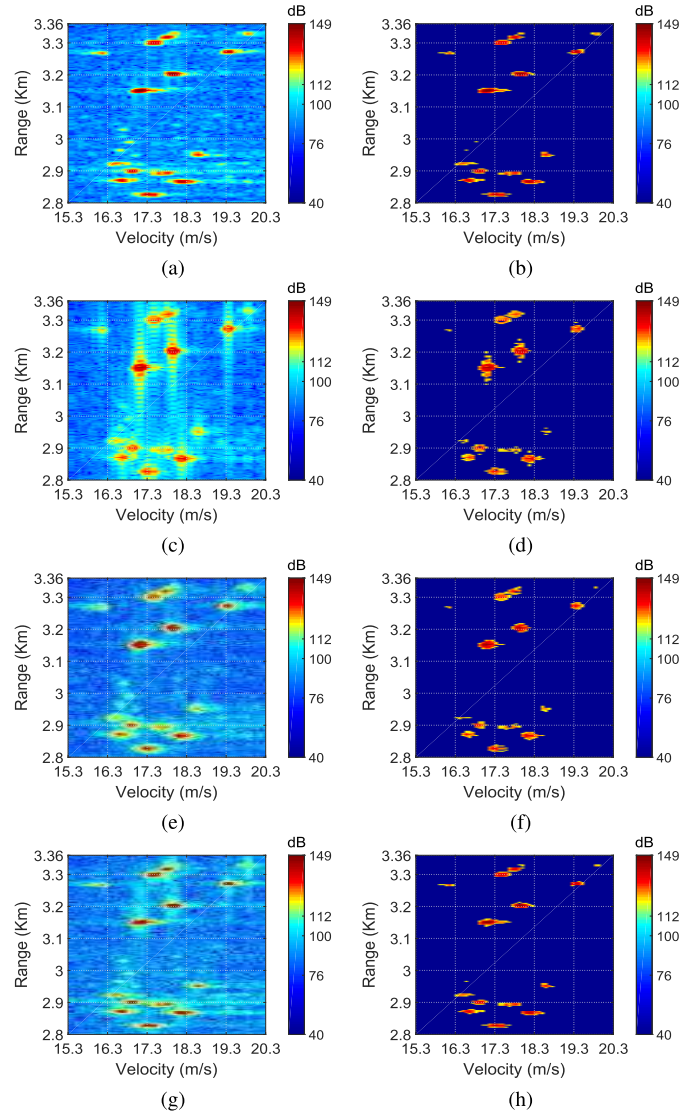 dB dB
3.36 149 3.36 149
3.3 3.3
3.2 112 3.2 112
3.1 100 3.1 100
Range (Km) Range (Km)
3 76 3 76
2.9 2.9
2.8 40 2.8 40
15.3 16.3 17.3 18.3 19.3 20.3 15.3 16.3 17.3 18.3 19.3 20.3
Velocity (m/s) Velocity (m/s)
(a) (b)
dB dB
3.36 149 3.36 149
3.3 3.3
3.2 112 3.2 112
3.1 100 3.1 100
Range (Km) Range (Km)
3 76 3 76
2.9 2.9
2.8 40 2.8 40
15.3 16.3 17.3 18.3 19.3 20.3 15.3 16.3 17.3 18.3 19.3 20.3
Velocity (m/s) Velocity (m/s)
(c) (d)
dB dB
3.36 149 3.36 149
3.3 3.3
3.2 112 3.2 112
3.1 100 3.1 100
Range (Km) Range (Km)
3 76 3 76
2.9 2.9
2.8 40 2.8 40
15.3 16.3 17.3 18.3 19.3 20.3 15.3 16.3 17.3 18.3 19.3 20.3
Velocity (m/s) Velocity (m/s)
(e) (f)
dB dB
3.36 149 3.36 149
3.3 3.3
3.2 112 3.2 112
3.1 100 3.1 100
Range (Km) Range (Km)
3 76 3 76
2.9 2.9
2.8 40 2.8 40
15.3 16.3 17.3 18.3 19.3 20.3 15.3 16.3 17.3 18.3 19.3 20.3
Velocity (m/s) Velocity (m/s)
(g) (h)